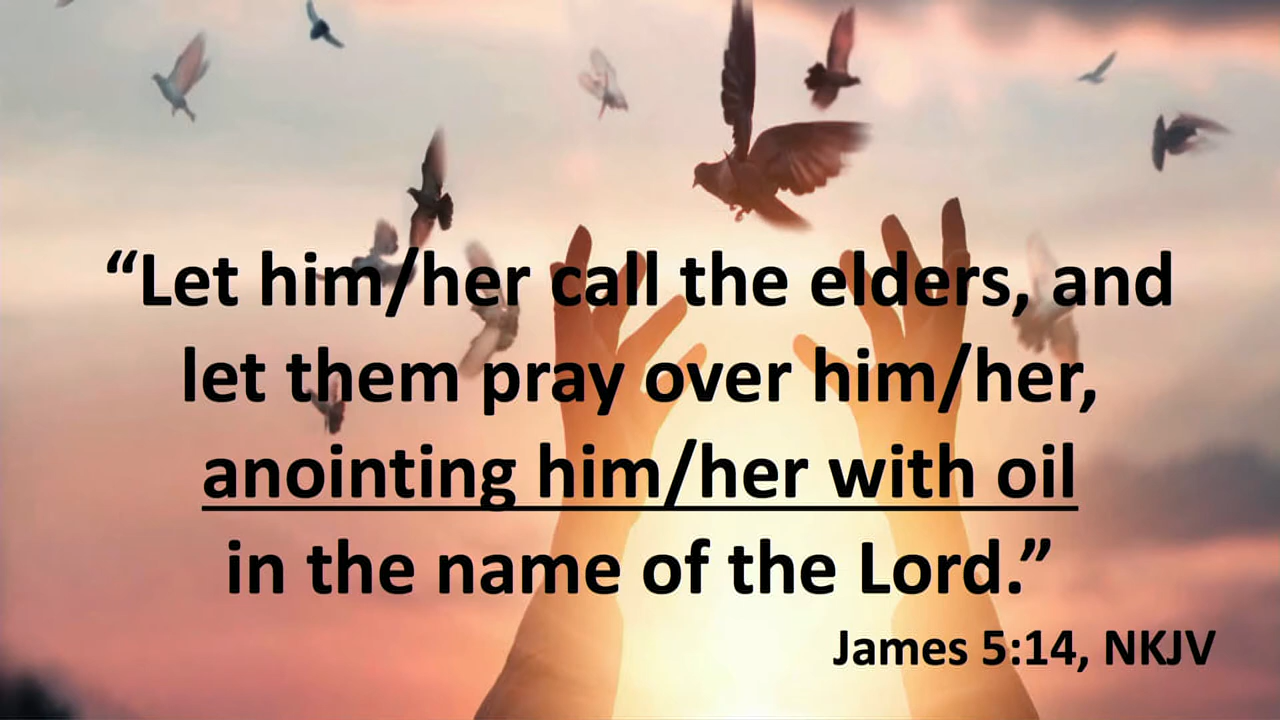 “Let him/her call the elders, and
let them pray over him/her,
anointing him/her with oil
in the name of the Lord.”
James 5:14, NKJV